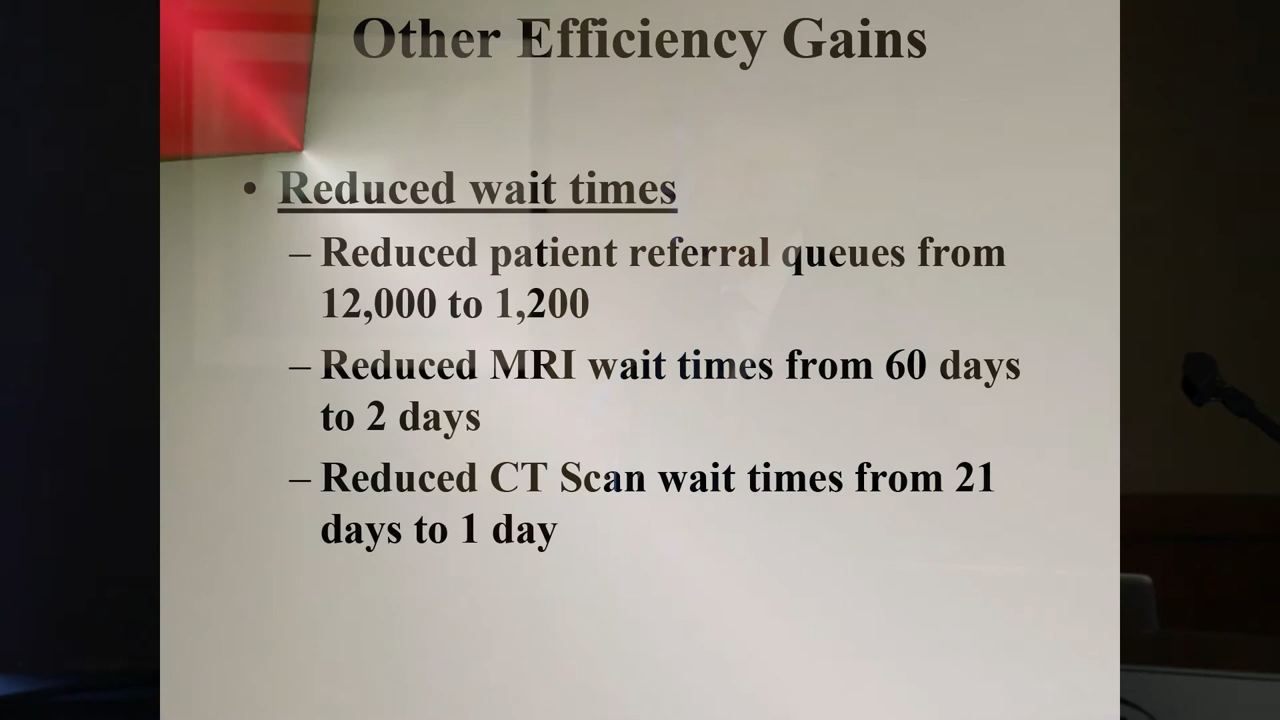 Other Efficiency Gains
• Reduced wait times
– Reduced patient referral queues from
12,000 to 1,200
– Reduced MRI wait times from 60 days
to 2 days
– Reduced CT Scan wait times from 21
days to 1 day